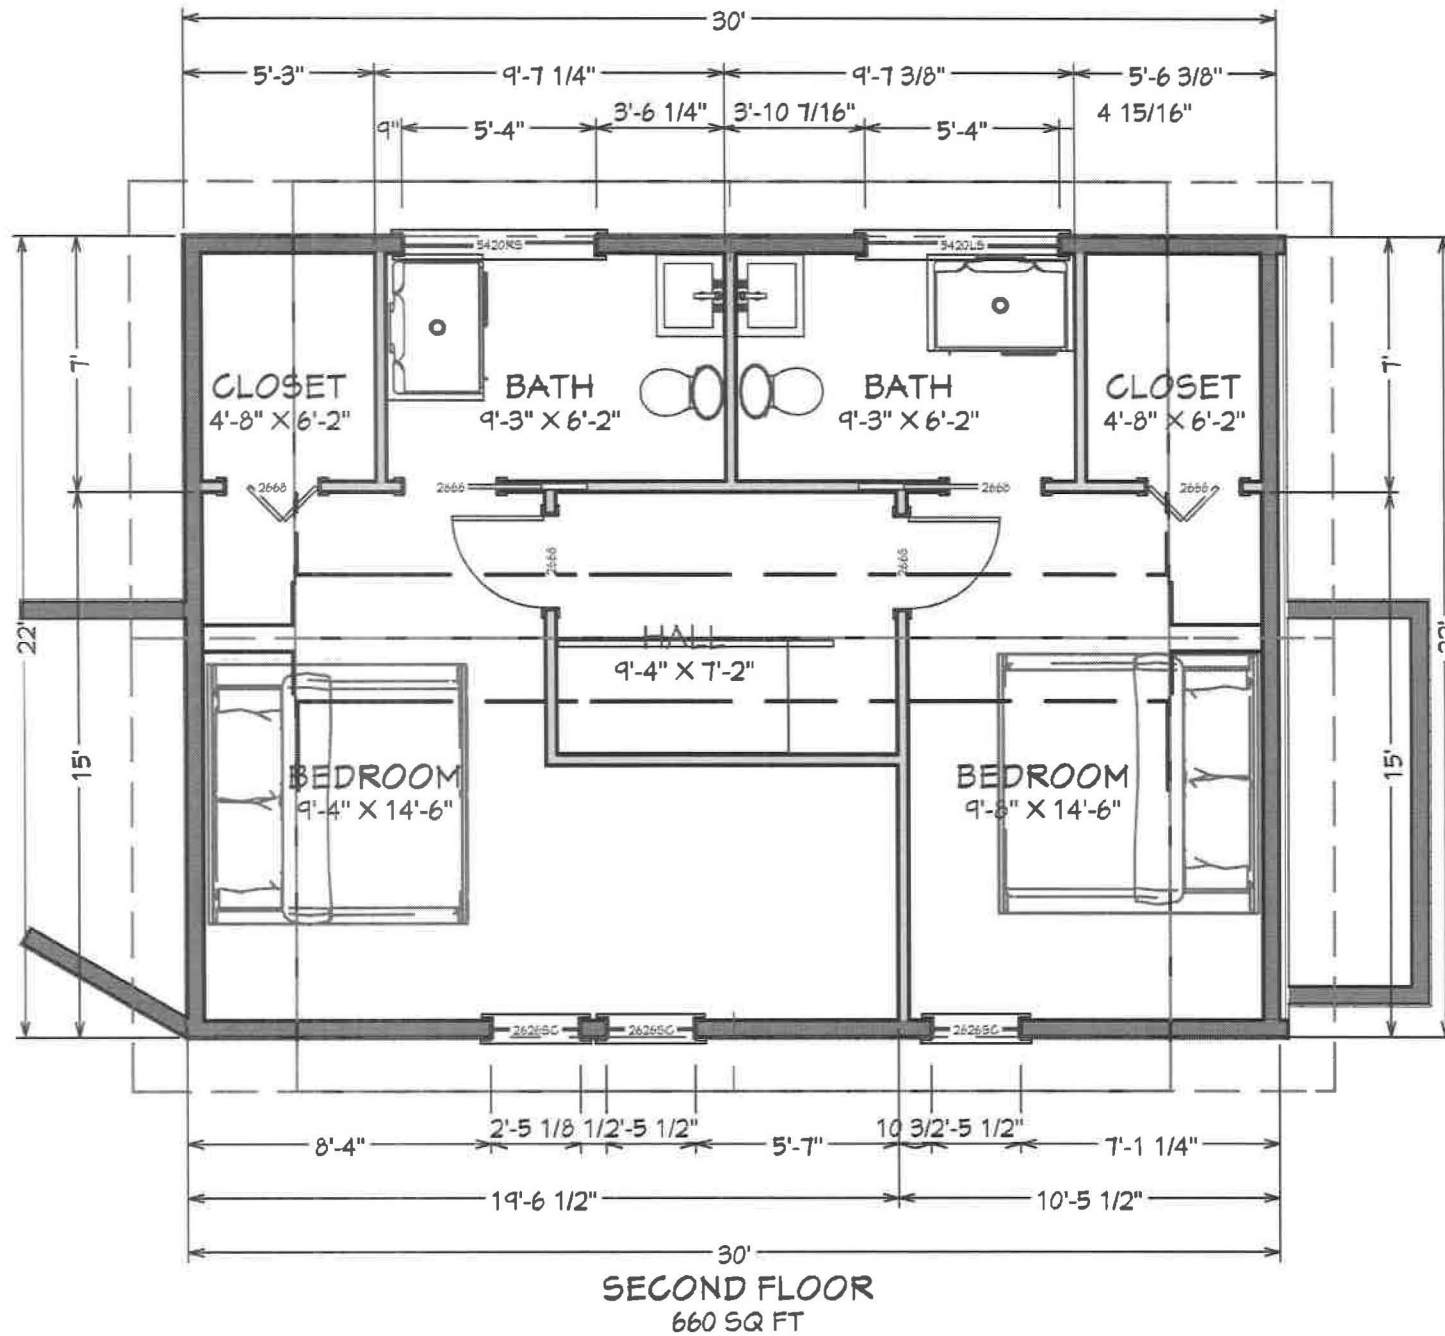 30'
5'-3" 9'-7 1/4" 9'-7 3/8" 5'-6 3/8"
9" 5'-4" 3'-6 1/4" 3'-10 7/16" 5'-4" 4 15/16"
5420RS 5420LS
7' 7'
CLOSET BATH BATH CLOSET
4'-8" X 6'-2" 9'-3" X 6'-2" 9'-3" X 6'-2" 4'-8" X 6'-2"
2668 2668 2668 2668
2668 2668
22' HALL 22'
9'-4" X 7'-2"
15' BEDROOM BEDROOM 15'
9'-4" X 14'-6" 9'-8" X 14'-6"
2626SC 2626SC 2626SC
8'-4" 2'-5 1/8 1/2'-5 1/2" 5'-7" 10 3/2'-5 1/2" 7'-1 1/4"
19'-6 1/2" 10'-5 1/2"
30'
SECOND FLOOR
660 SQ FT